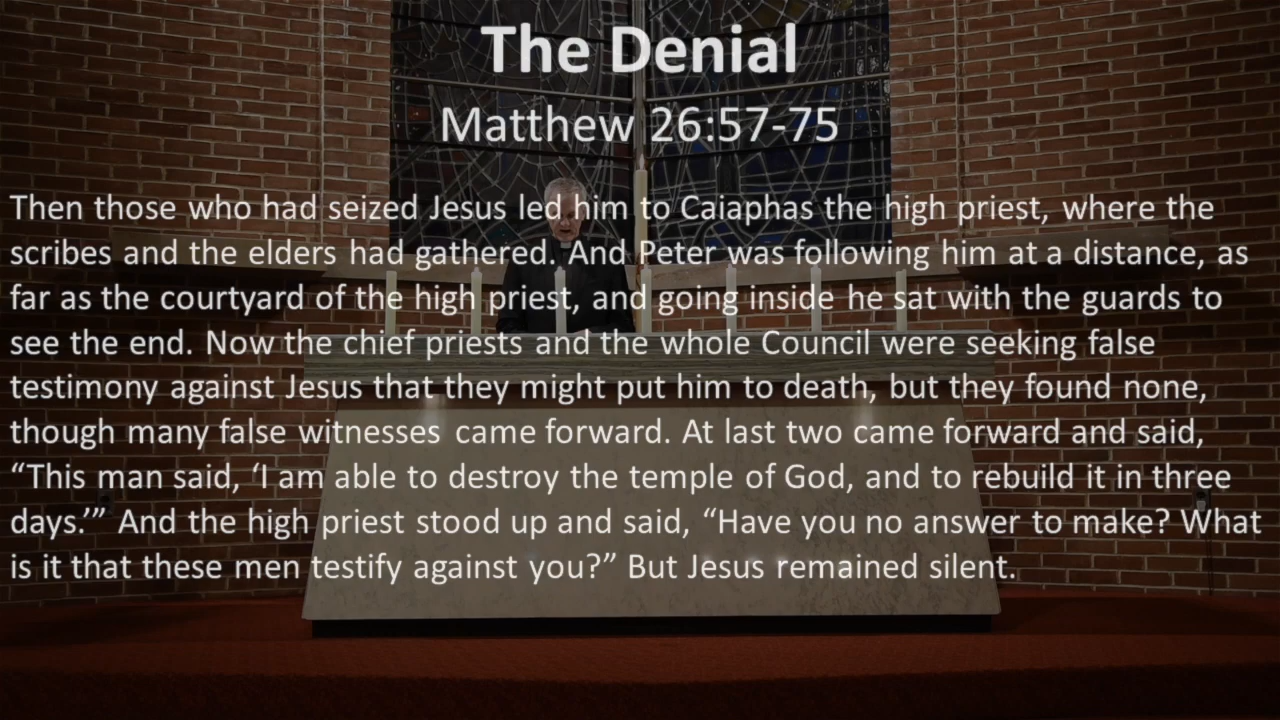 The Denial
Matthew 26:57-75
Then those who had seized Jesus led him to Caiaphas the high priest, where the
scribes and the elders had gathered. And Peter was following him at a distance, as
far as the courtyard of the high priest, and going inside he sat with the guards to
see the end. Now the chief priests and the whole Council were seeking false
testimony against Jesus that they might put him to death, but they found none,
though many false witnesses came forward. At last two came forward and said,
“This man said, ‘I am able to destroy the temple of God, and to rebuild it in three
days.’” And the high priest stood up and said, “Have you no answer to make? What
is it that these men testify against you?” But Jesus remained silent.